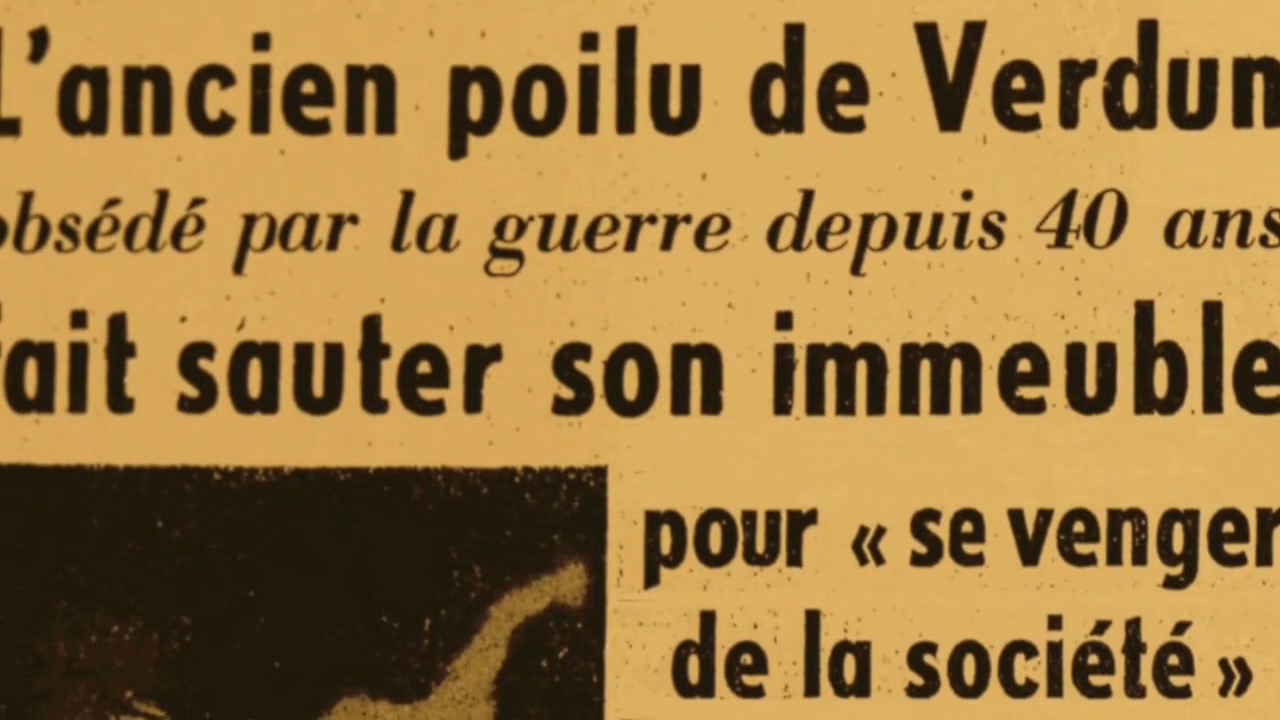 L'ancien poilu de Verdun
obsédé par la guerre depuis 40 ans
fait sauter son immeuble
pour « se venger
de la société »